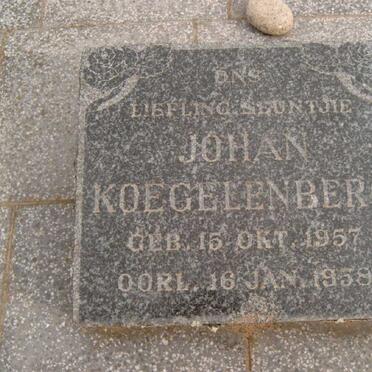 ONS
LIEFLING SEUNTJIE
JOHAN
KOEGELENBER
GEB. 15. OKT. 1957
OORL. 16 JAN. 1958